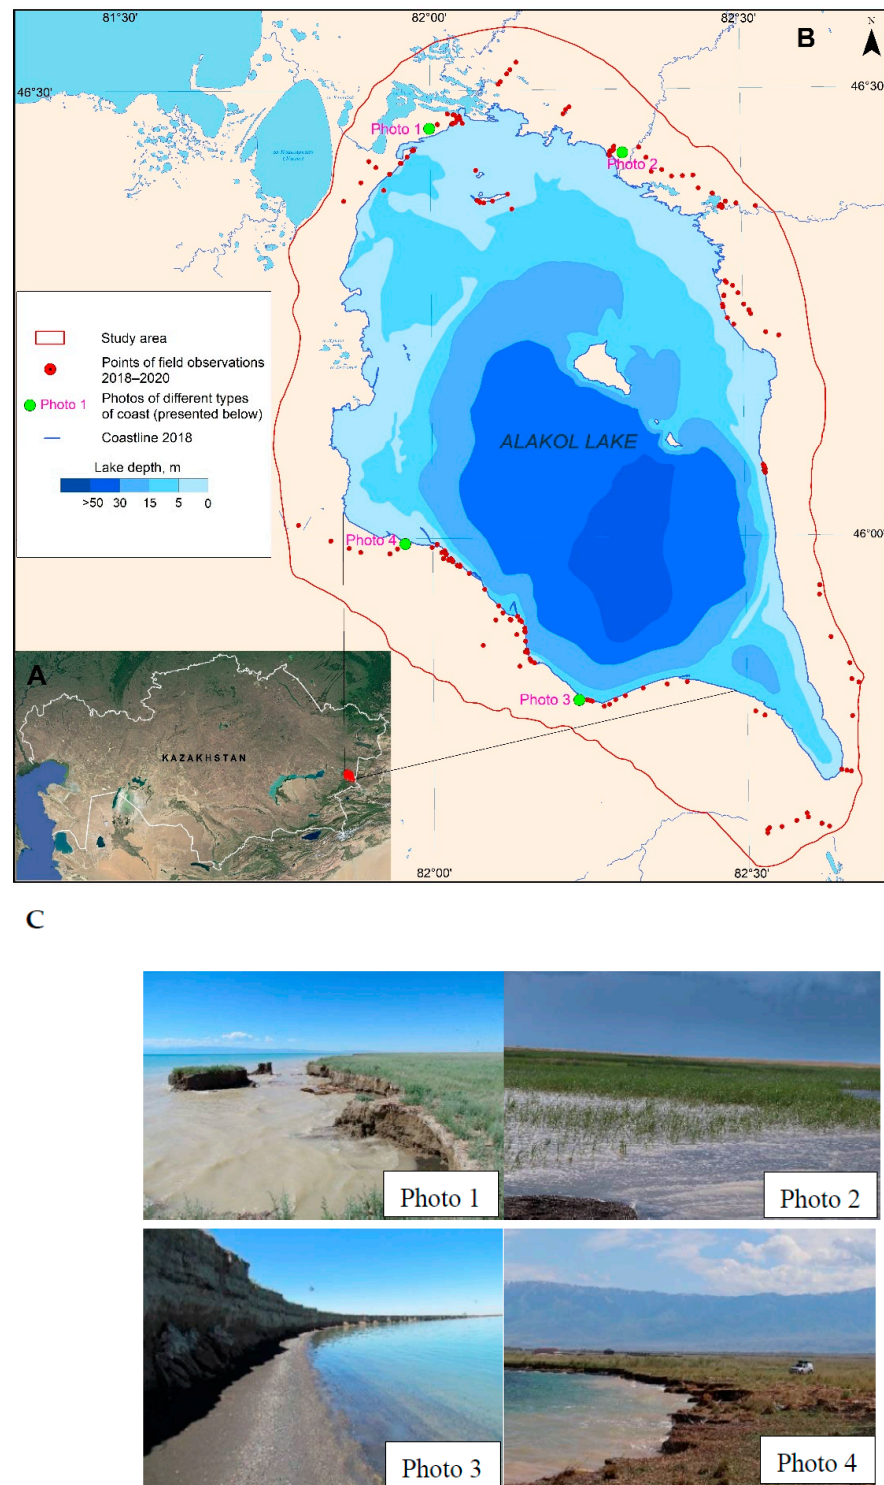 81°30'
82°00'
82°30'
N
B
46°30'
46°30'
Photo 1
Photo 2
Study area
Points of field observations
2018–2020
Photo 1
Photos of different types
of coast (presented below)
Coastline 2018
Lake depth, m
>50 30 15 5 0
ALAKOL LAKE
Photo 4
46°00'
Photo 3
A
KAZAKHSTAN
82°00'
82°30'
C
Photo 1
Photo 2
Photo 3
Photo 4